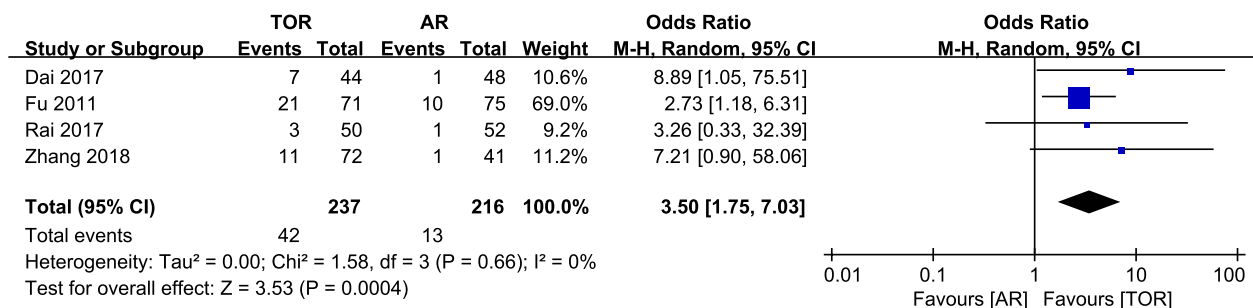 TOR AR Odds Ratio Odds Ratio
Study or Subgroup Events Total Events Total Weight M-H, Random, 95% CI M-H, Random, 95% CI
Dai 2017 7 44 1 48 10.6% 8.89 [1.05, 75.51]
Fu 2011 21 71 10 75 69.0% 2.73 [1.18, 6.31]
Rai 2017 3 50 1 52 9.2% 3.26 [0.33, 32.39]
Zhang 2018 11 72 1 41 11.2% 7.21 [0.90, 58.06]
Total (95% CI) 237 216 100.0% 3.50 [1.75, 7.03]
Total events 42 13
Heterogeneity: Tau² = 0.00; Chi² = 1.58, df = 3 (P = 0.66); I² = 0%
Test for overall effect: Z = 3.53 (P = 0.0004)
0.01 0.1 1 10 100
Favours [AR] Favours [TOR]